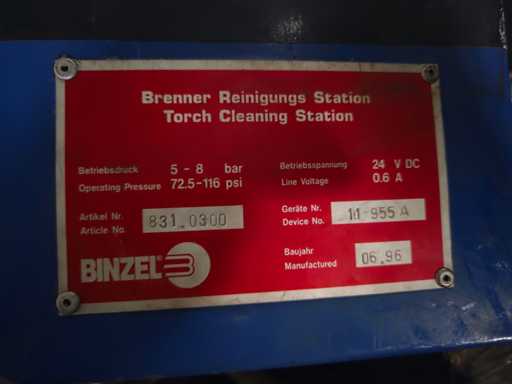 Brenner Reinigungs Station
Torch Cleaning Station
Betriebsdruck 5 - 8 bar
Operating Pressure 72.5-116 psi
Betriebsspannung 24 V DC
Line Voltage 0.6 A
Artikel Nr. 831.0300
Article No.
Geräte Nr. 11 955 A
Device No.
BINZEL®
Baujahr 06.96
Manufactured